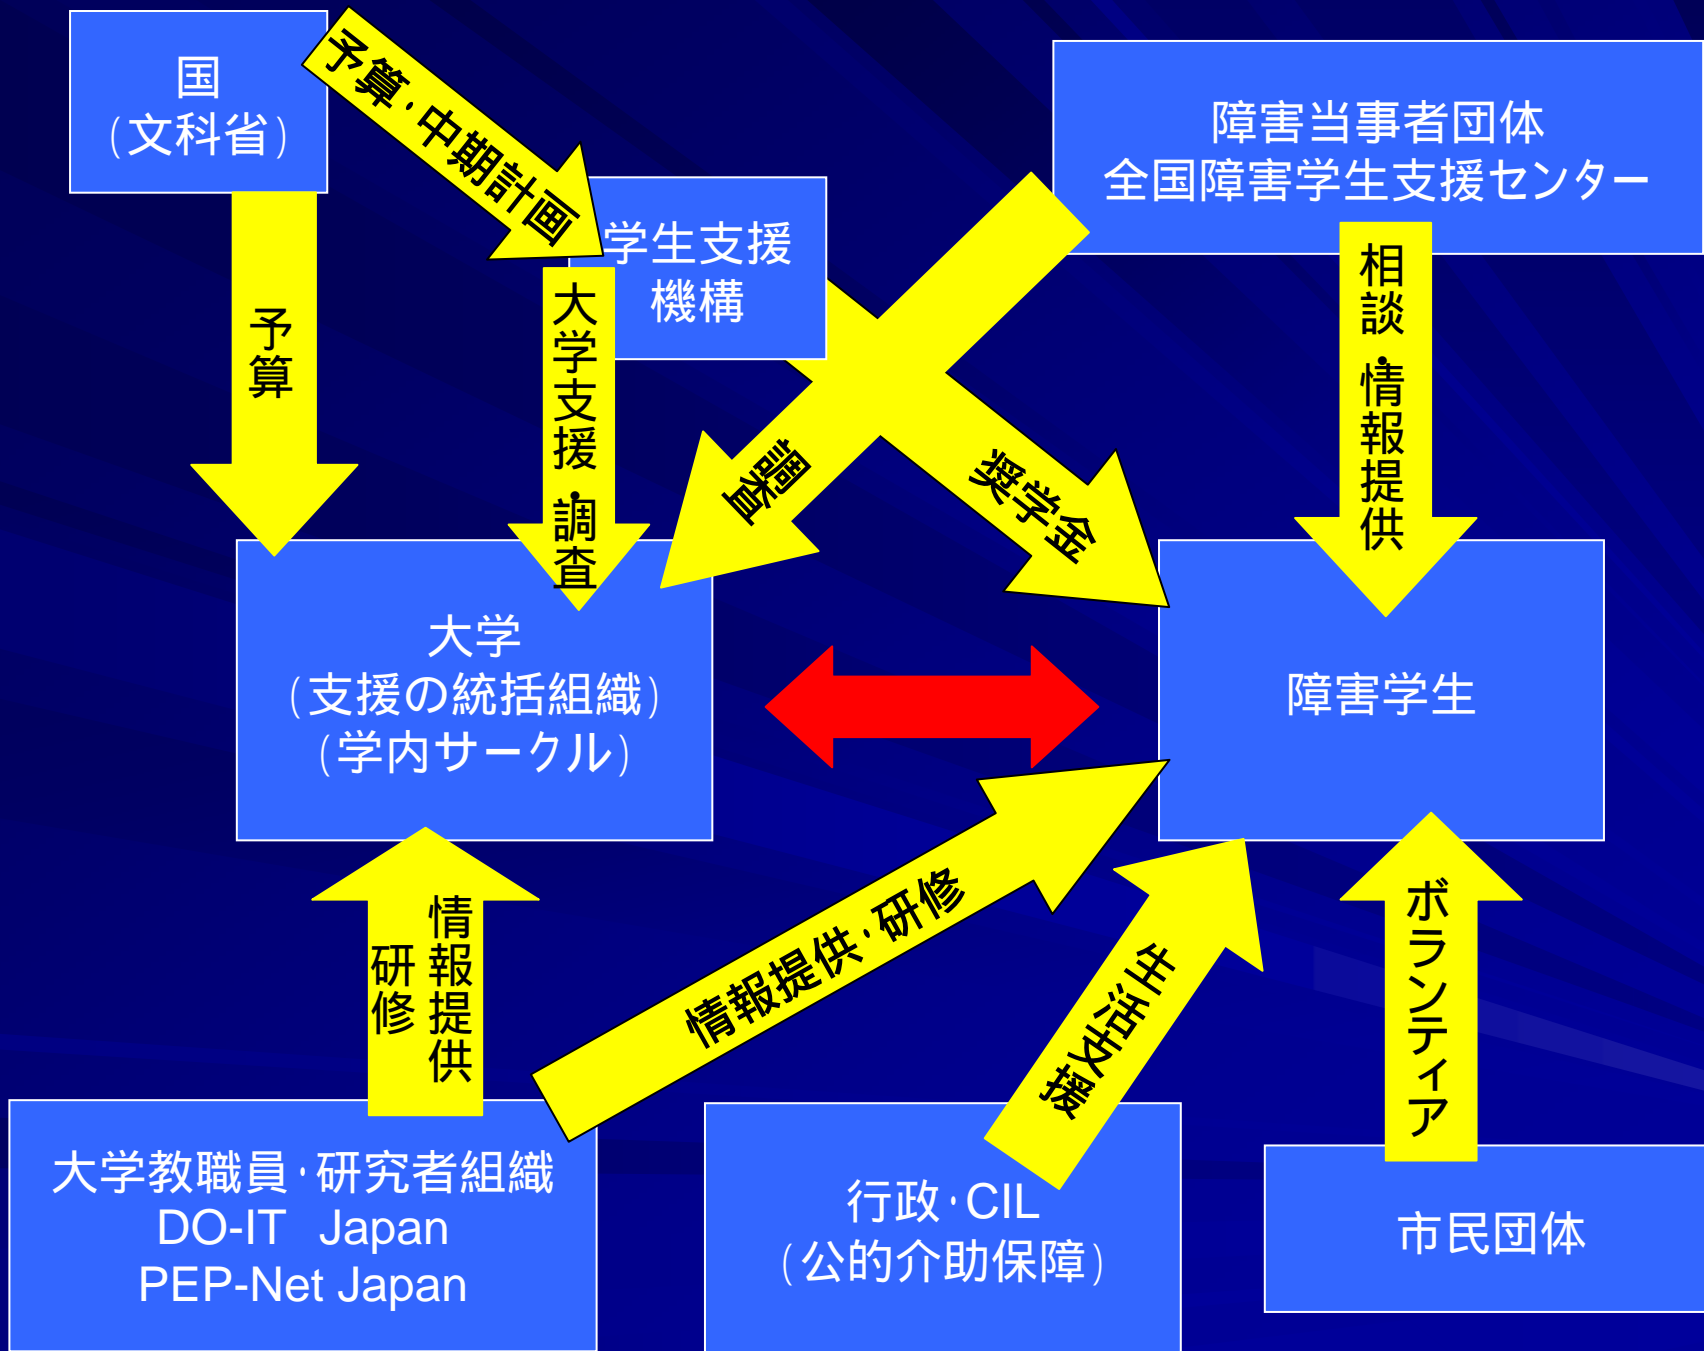 国
（文科省）
予算・中期計画
障害当事者団体
全国障害学生支援センター
学生支援
機構
予算
大学支援・調査
調査
奨学金
相談・情報提供
大学
（支援の統括組織）
（学内サークル）
障害学生
情報提供
研修
情報提供・研修
生活支援
ボランティア
大学教職員・研究者組織
DO-IT　Japan
PEP-Net Japan
行政・CIL
（公的介助保障）
市民団体